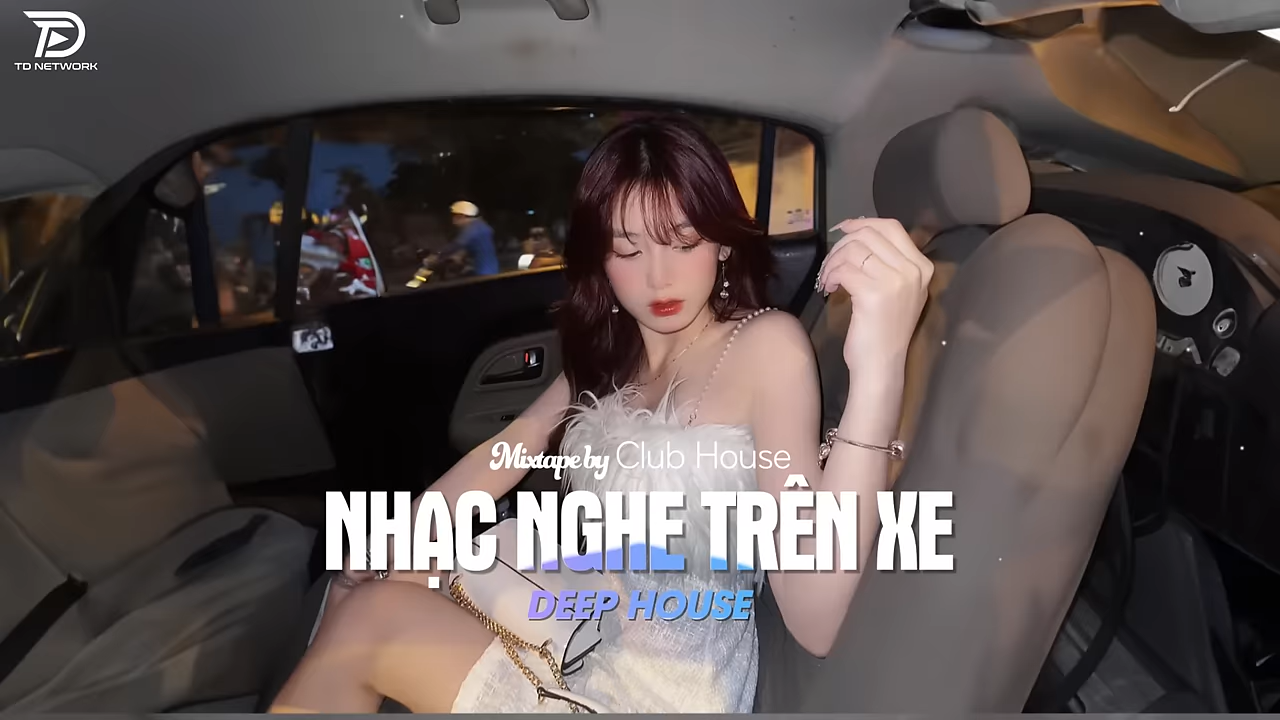 TD NETWORK
Mixtape by Club House
NHẠC NGHE TRÊN XE
DEEP HOUSE